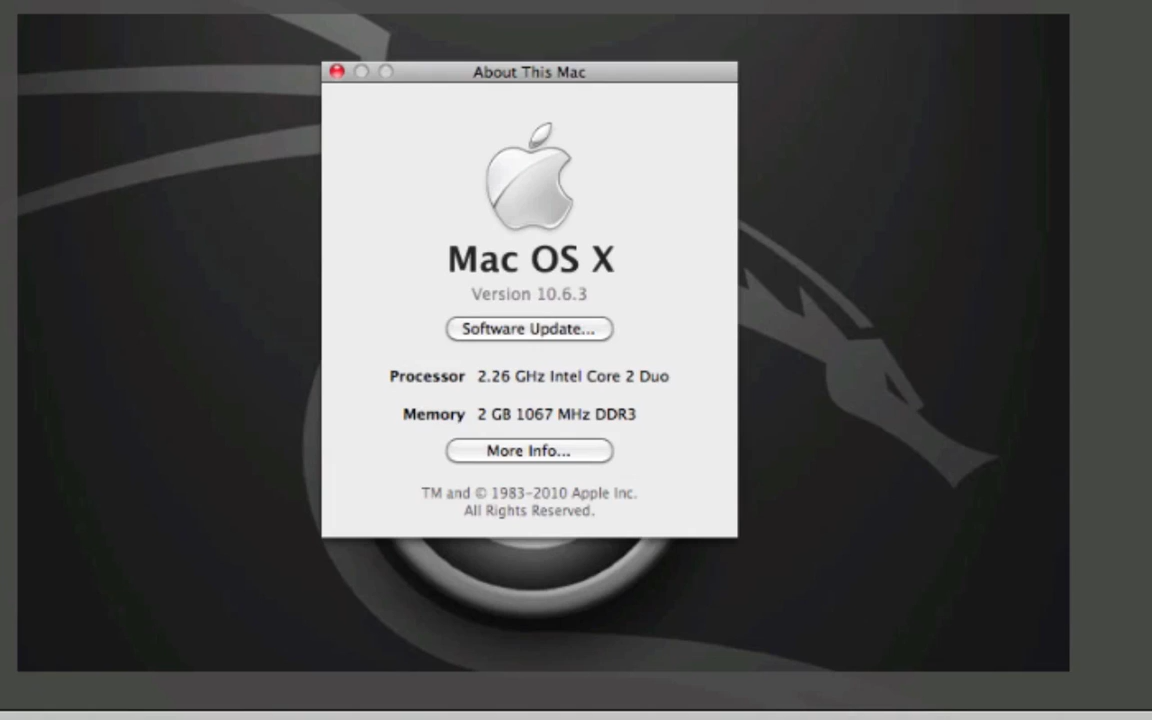 About This Mac
Mac OS X
Version 10.6.3
Software Update...
Processor 2.26 GHz Intel Core 2 Duo
Memory 2 GB 1067 MHz DDR3
More Info...
TM and © 1983-2010 Apple Inc.
All Rights Reserved.